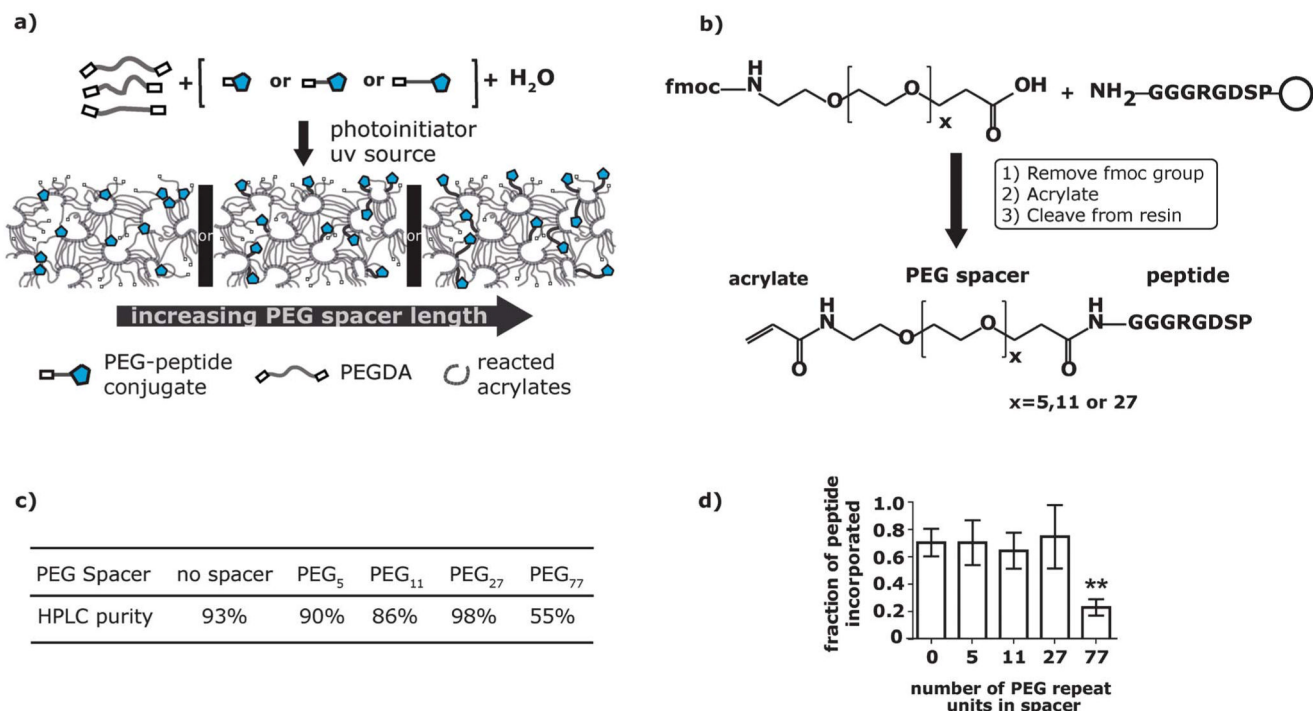 a)
+ [ or or ] + H₂O
photoinitiator
uv source
or
or
increasing PEG spacer length
PEG-peptide
conjugate
PEGDA
reacted
acrylates
b)
fmoc
H
N
O
O
x
OH
O
+
NH₂ GGGRGDSP
1) Remove fmoc group
2) Acrylate
3) Cleave from resin
acrylate
PEG spacer
peptide
O
H
N
O
O
x
O
H
N
GGGRGDSP
x=5,11 or 27
c)
PEG Spacer no spacer PEG₅ PEG₁₁ PEG₂₇ PEG₇₇
HPLC purity 93% 90% 86% 98% 55%
d)
fraction of peptide
incorporated
1.0
0.8
0.6
0.4
0.2
0
**
0 5 11 27 77
number of PEG repeat
units in spacer